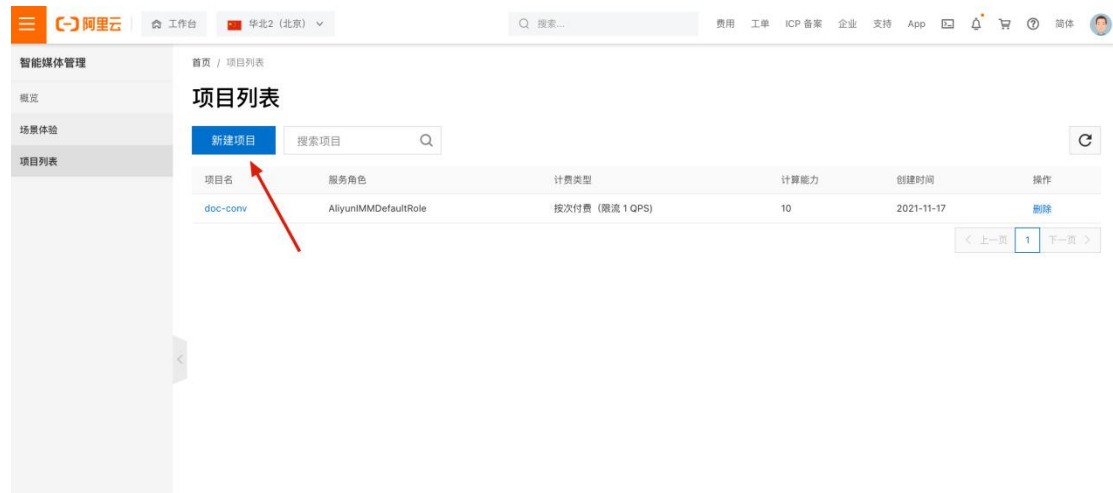 阿里云 工作台 华北2（北京） 搜索... 费用 工单 ICP 备案 企业 支持 App 简体
智能媒体管理 首页 / 项目列表
概览 项目列表
场景体验 新建项目 搜索项目
项目列表
项目名 服务角色 计费类型 计算能力 创建时间 操作
doc-conv AliyunIMMDefaultRole 按次付费（限流 1 QPS） 10 2021-11-17 删除
上一页 1 下一页